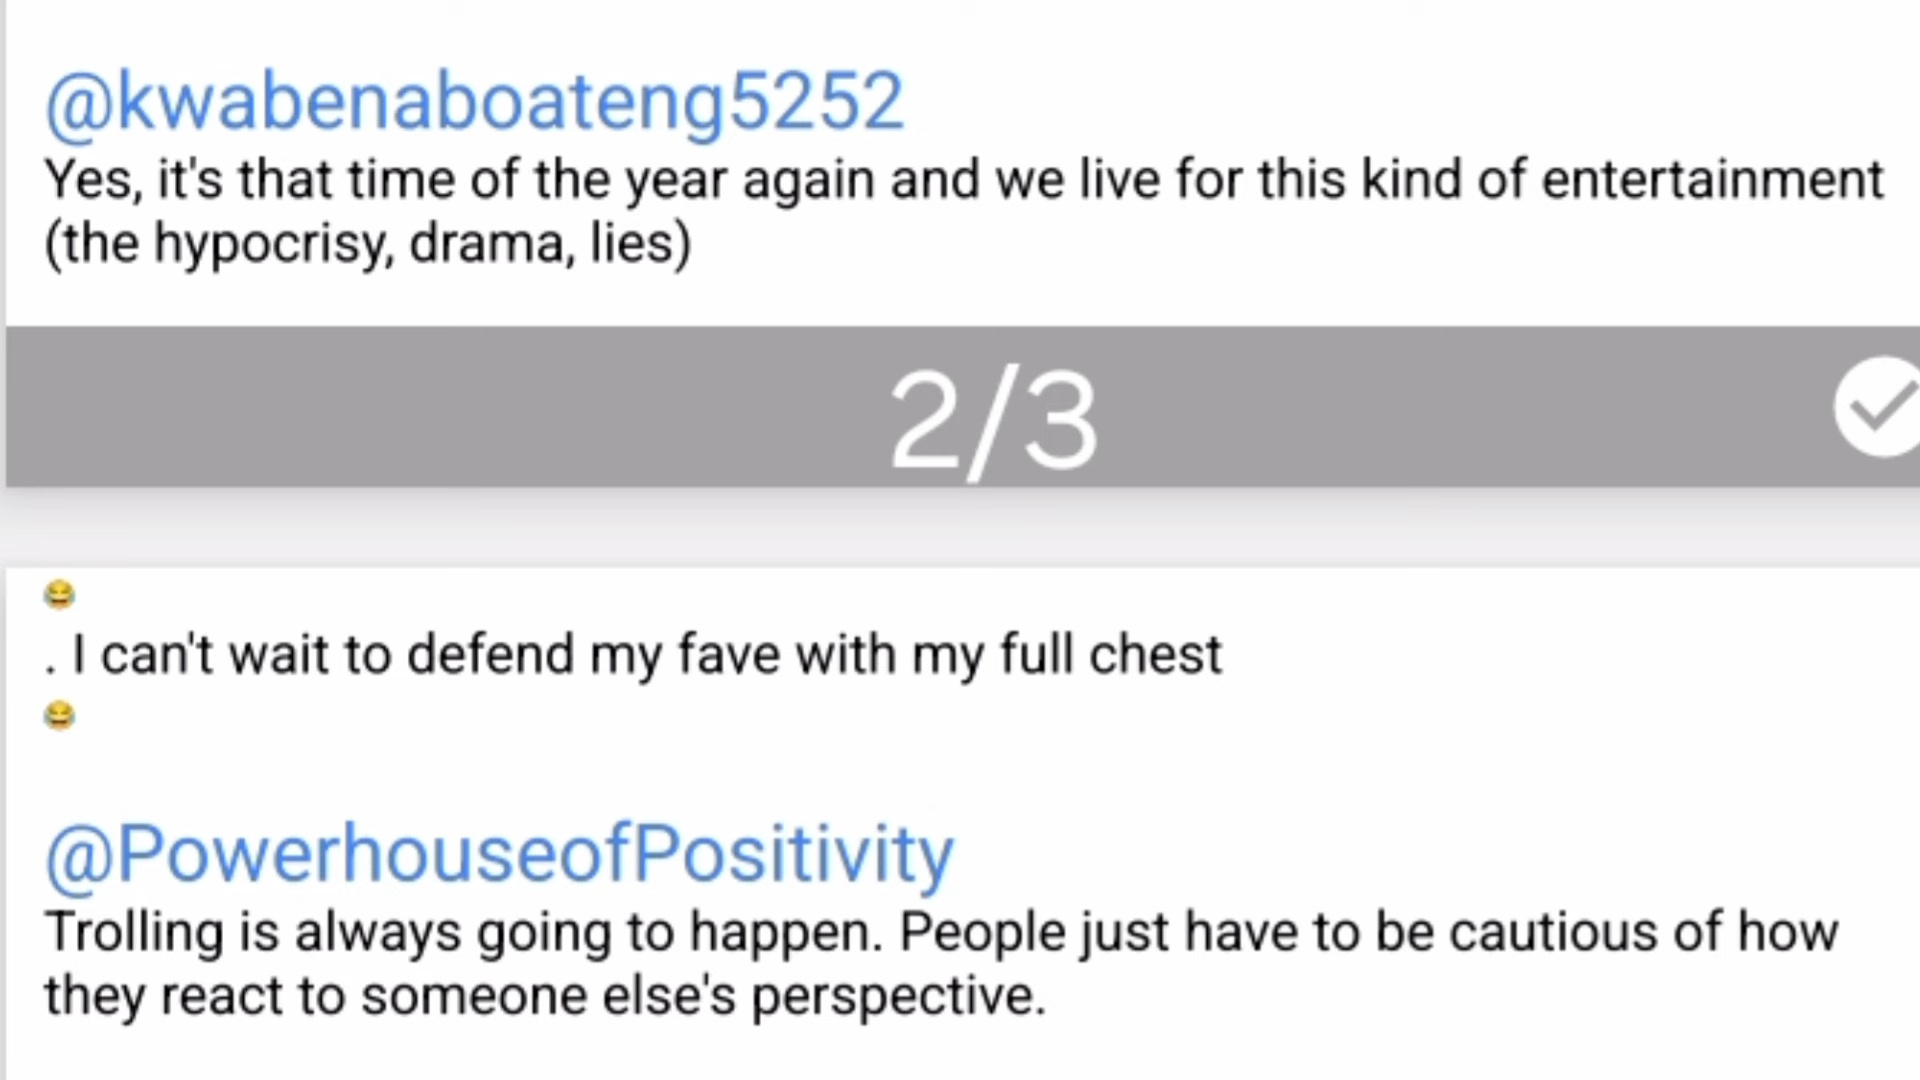 @kwabenaboateng5252
Yes, it's that time of the year again and we live for this kind of entertainment
(the hypocrisy, drama, lies)
2/3
😂
. I can't wait to defend my fave with my full chest
😂
@PowerhouseofPositivity
Trolling is always going to happen. People just have to be cautious of how
they react to someone else's perspective.